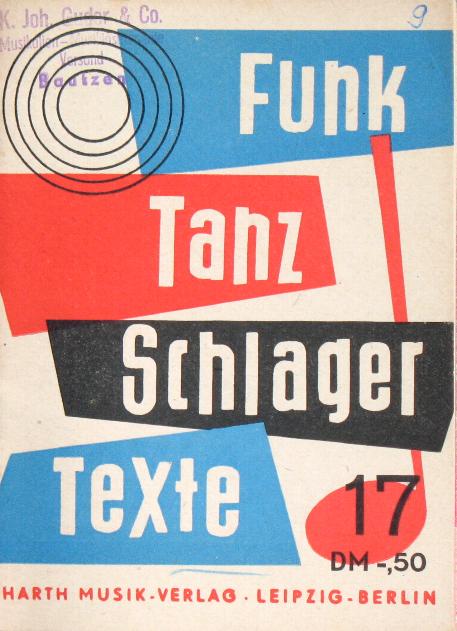 K. Joh. Guder & Co.
9
Versand
Bautzen
Funk
Tanz
Schlager
Texte
17
DM -,50
HARTH MUSIK-VERLAG · LEIPZIG-BERLIN